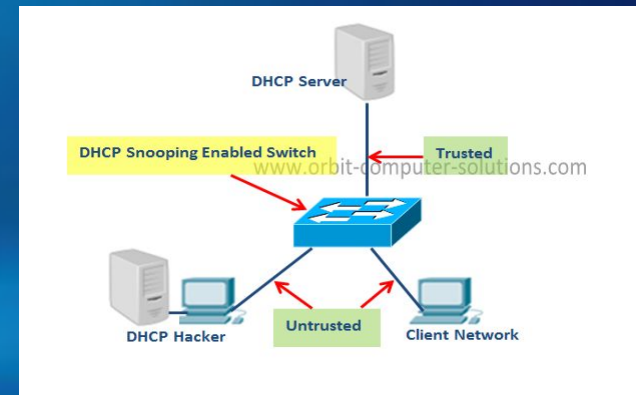 DHCP Server
DHCP Snooping Enabled Switch
Trusted
www.orbit-computer-solutions.com
DHCP Hacker
Untrusted
Client Network